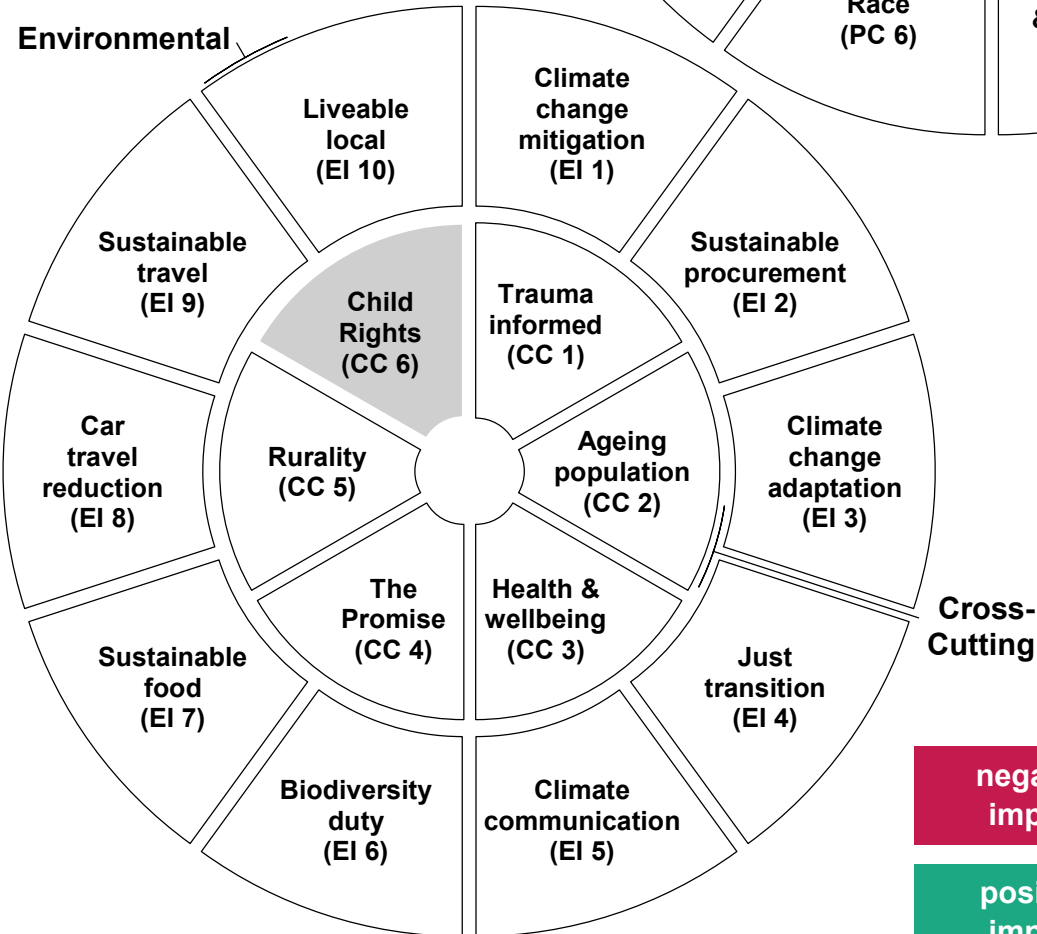 Race
(PC 6)
&
Environmental
Climate
change
mitigation
(EI 1)
Sustainable
procurement
(EI 2)
Climate
change
adaptation
(EI 3)
Just
transition
(EI 4)
Climate
communication
(EI 5)
Biodiversity
duty
(EI 6)
Sustainable
food
(EI 7)
Car
travel
reduction
(EI 8)
Sustainable
travel
(EI 9)
Liveable
local
(EI 10)
Trauma
informed
(CC 1)
Ageing
population
(CC 2)
Health &
wellbeing
(CC 3)
The
Promise
(CC 4)
Rurality
(CC 5)
Child
Rights
(CC 6)
Cross-
Cutting